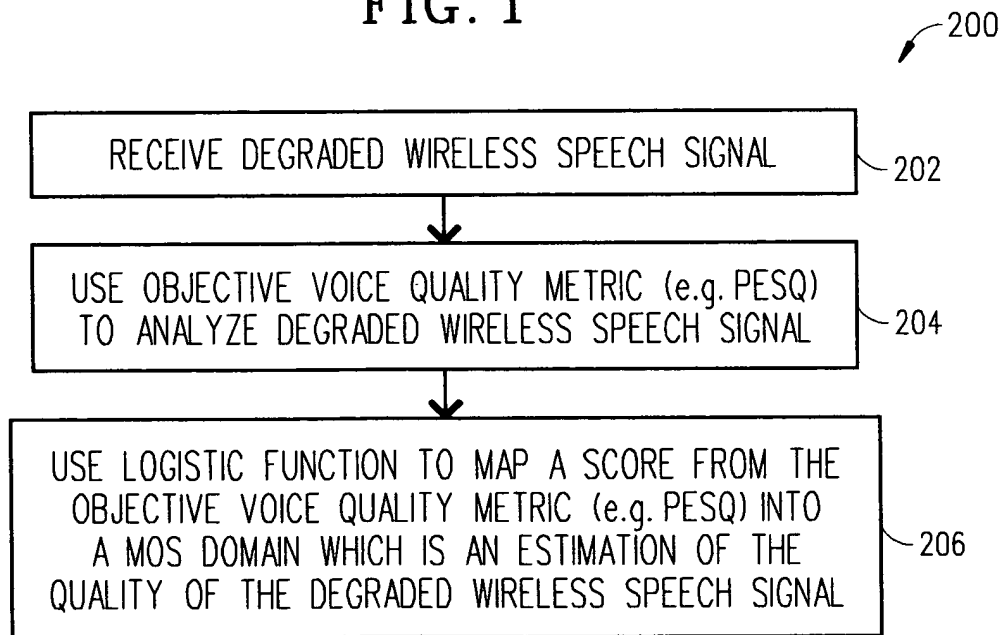 FIG. 1
200
RECEIVE DEGRADED WIRELESS SPEECH SIGNAL
202
USE OBJECTIVE VOICE QUALITY METRIC (e.g. PESQ)
TO ANALYZE DEGRADED WIRELESS SPEECH SIGNAL
204
USE LOGISTIC FUNCTION TO MAP A SCORE FROM THE
OBJECTIVE VOICE QUALITY METRIC (e.g. PESQ) INTO
A MOS DOMAIN WHICH IS AN ESTIMATION OF THE
QUALITY OF THE DEGRADED WIRELESS SPEECH SIGNAL
206